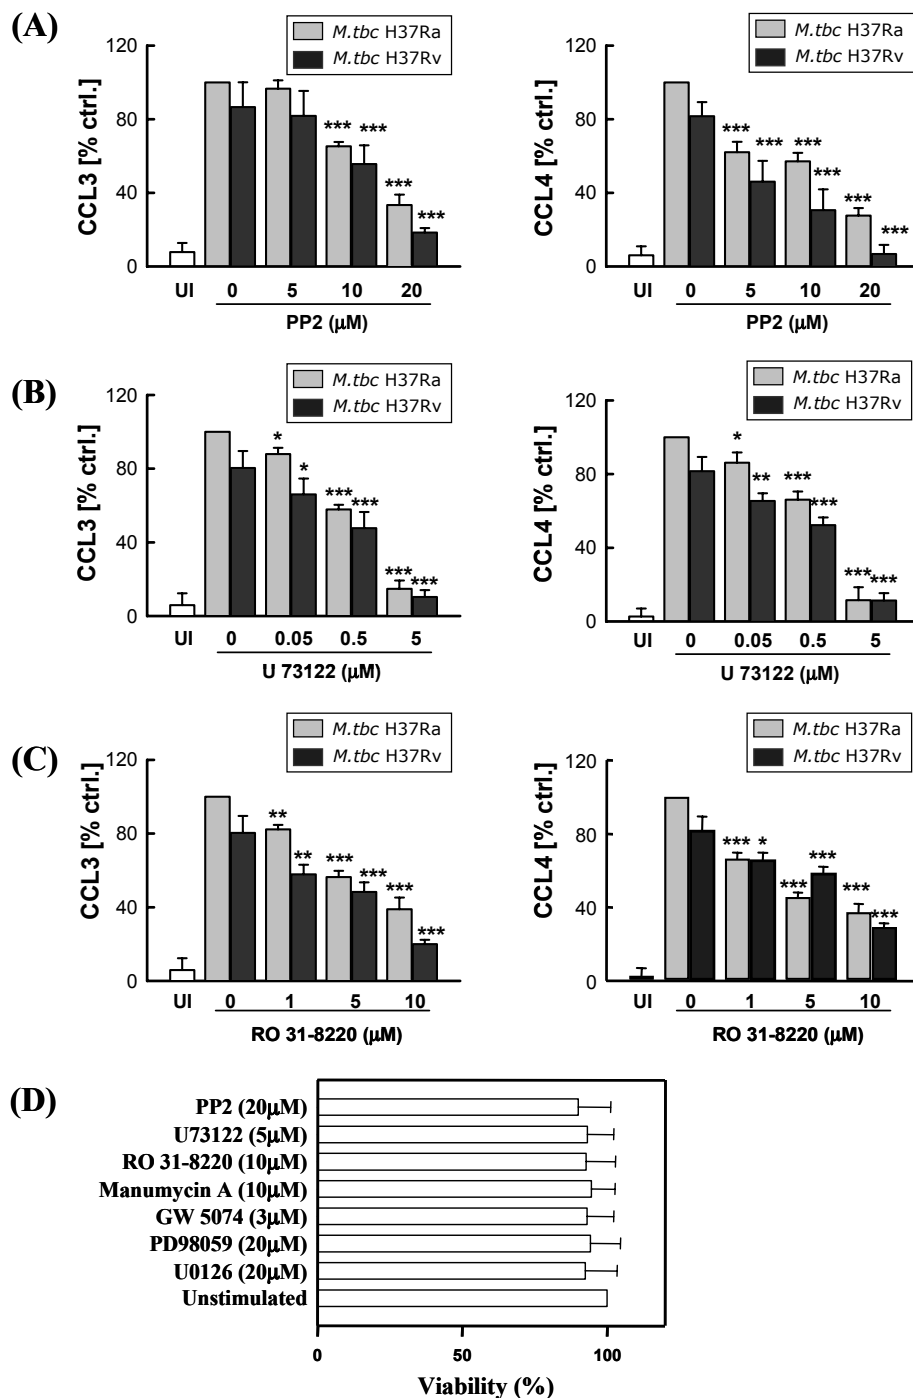 (A)
M.tbc H37Ra
M.tbc H37Rv
CCL3 [% ctrl.]
120
80
40
0
*** *** *** ***
UI 0 5 10 20
PP2 (μM)
M.tbc H37Ra
M.tbc H37Rv
CCL4 [% ctrl.]
120
80
40
0
*** *** *** *** *** ***
UI 0 5 10 20
PP2 (μM)
(B)
M.tbc H37Ra
M.tbc H37Rv
CCL3 [% ctrl.]
120
80
40
0
* * *** *** *** ***
UI 0 0.05 0.5 5
U 73122 (μM)
M.tbc H37Ra
M.tbc H37Rv
CCL4 [% ctrl.]
120
80
40
0
* ** *** *** *** ***
UI 0 0.05 0.5 5
U 73122 (μM)
(C)
M.tbc H37Ra
M.tbc H37Rv
CCL3 [% ctrl.]
120
80
40
0
** ** *** *** *** ***
UI 0 1 5 10
RO 31-8220 (μM)
M.tbc H37Ra
M.tbc H37Rv
CCL4 [% ctrl.]
120
80
40
0
*** * *** *** *** ***
UI 0 1 5 10
RO 31-8220 (μM)
(D)
PP2 (20μM)
U73122 (5μM)
RO 31-8220 (10μM)
Manumycin A (10μM)
GW 5074 (3μM)
PD98059 (20μM)
U0126 (20μM)
Unstimulated
0 50 100
Viability (%)